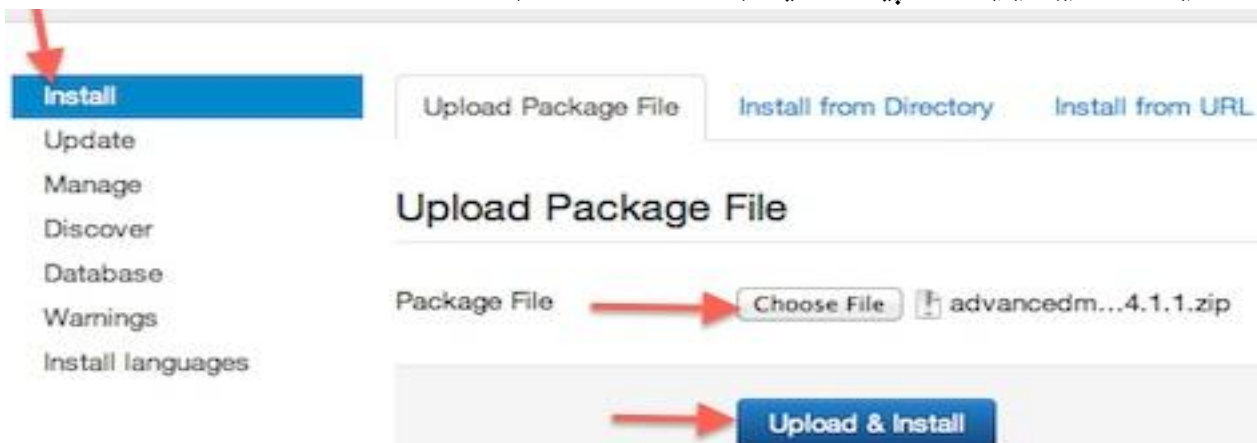 Install
Update
Manage
Discover
Database
Warnings
Install languages
Upload Package File
Install from Directory
Install from URL
Upload Package File
Package File
Choose File
advancedm...4.1.1.zip
Upload & Install